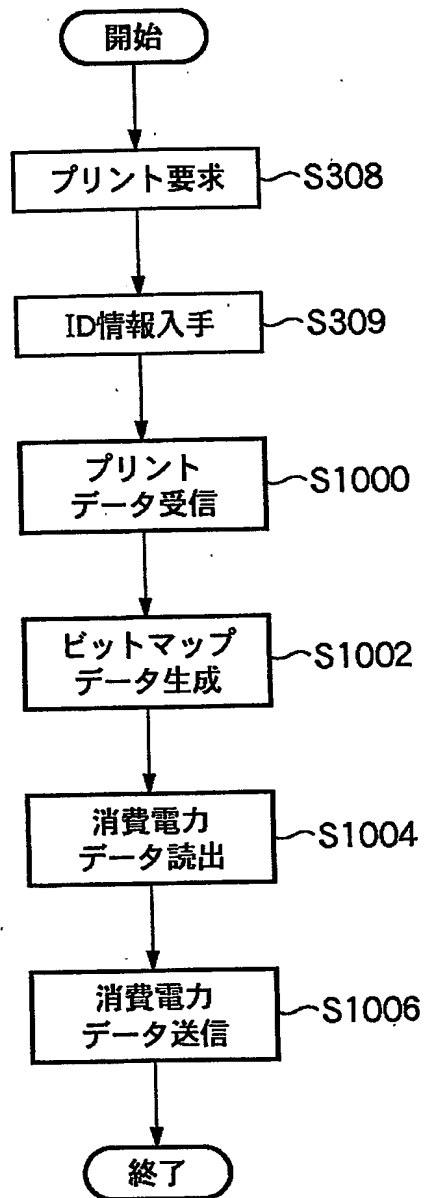 開始
プリント要求
S308
ID情報入手
S309
プリント
データ受信
S1000
ビットマップ
データ生成
S1002
消費電力
データ読出
S1004
消費電力
データ送信
S1006
終了